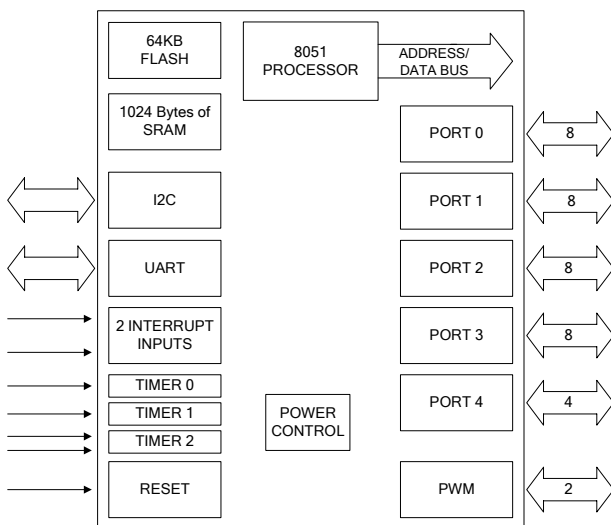 64KB
FLASH
8051
PROCESSOR
ADDRESS/
DATA BUS
1024 Bytes of
SRAM
PORT 0
8
I2C
PORT 1
8
UART
PORT 2
8
2 INTERRUPT
INPUTS
PORT 3
8
TIMER 0
TIMER 1
TIMER 2
POWER
CONTROL
PORT 4
4
RESET
PWM
2